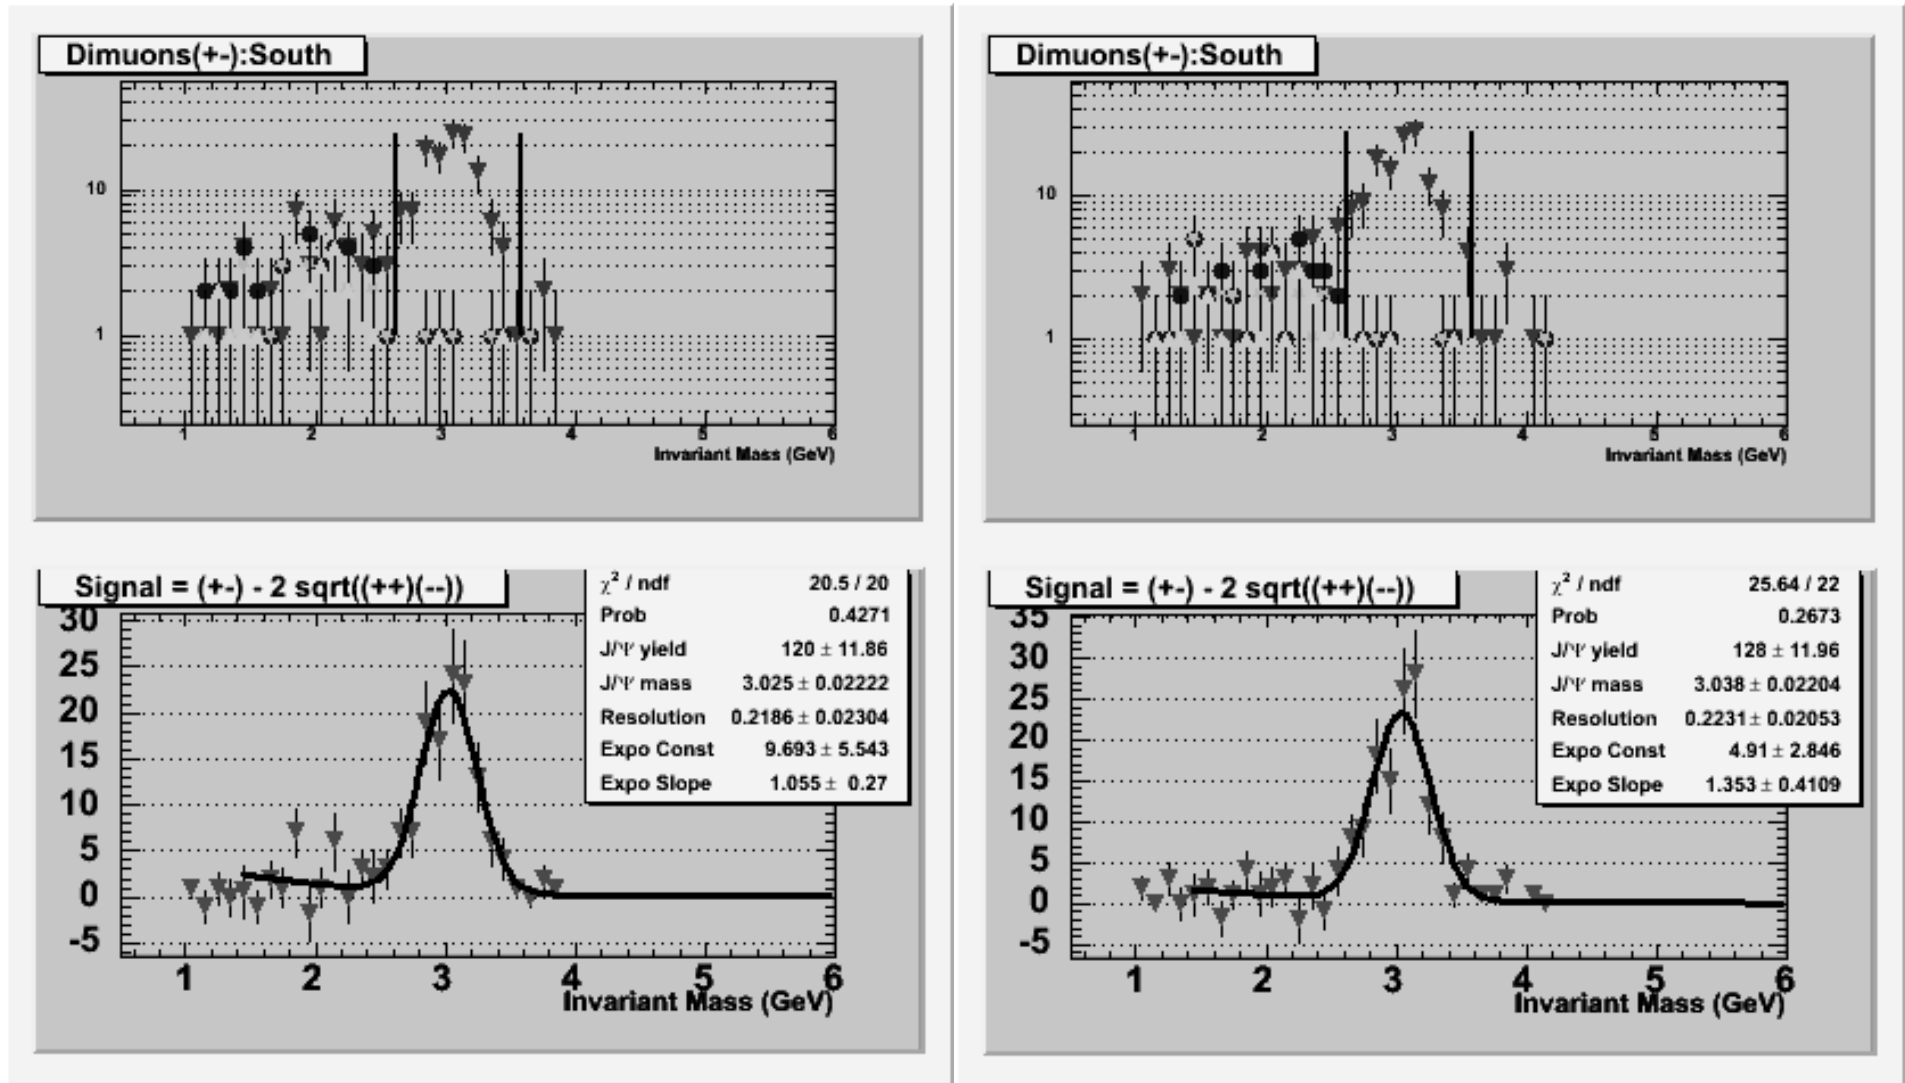 Dimuons(+-):South
10
1
1 2 3 4 5 6
Invariant Mass (GeV)
Dimuons(+-):South
10
1
1 2 3 4 5 6
Invariant Mass (GeV)
Signal = (+-) - 2 sqrt((++)(--))
χ² / ndf 20.5 / 20
Prob 0.4271
J/Ψ yield 120 ± 11.86
J/Ψ mass 3.025 ± 0.02222
Resolution 0.2186 ± 0.02304
Expo Const 9.693 ± 5.543
Expo Slope 1.055 ± 0.27
30
25
20
15
10
5
0
-5
1 2 3 4 5 6
Invariant Mass (GeV)
Signal = (+-) - 2 sqrt((++)(--))
χ² / ndf 25.64 / 22
Prob 0.2673
J/Ψ yield 128 ± 11.96
J/Ψ mass 3.038 ± 0.02204
Resolution 0.2231 ± 0.02053
Expo Const 4.91 ± 2.846
Expo Slope 1.353 ± 0.4109
35
30
25
20
15
10
5
0
-5
1 2 3 4 5 6
Invariant Mass (GeV)